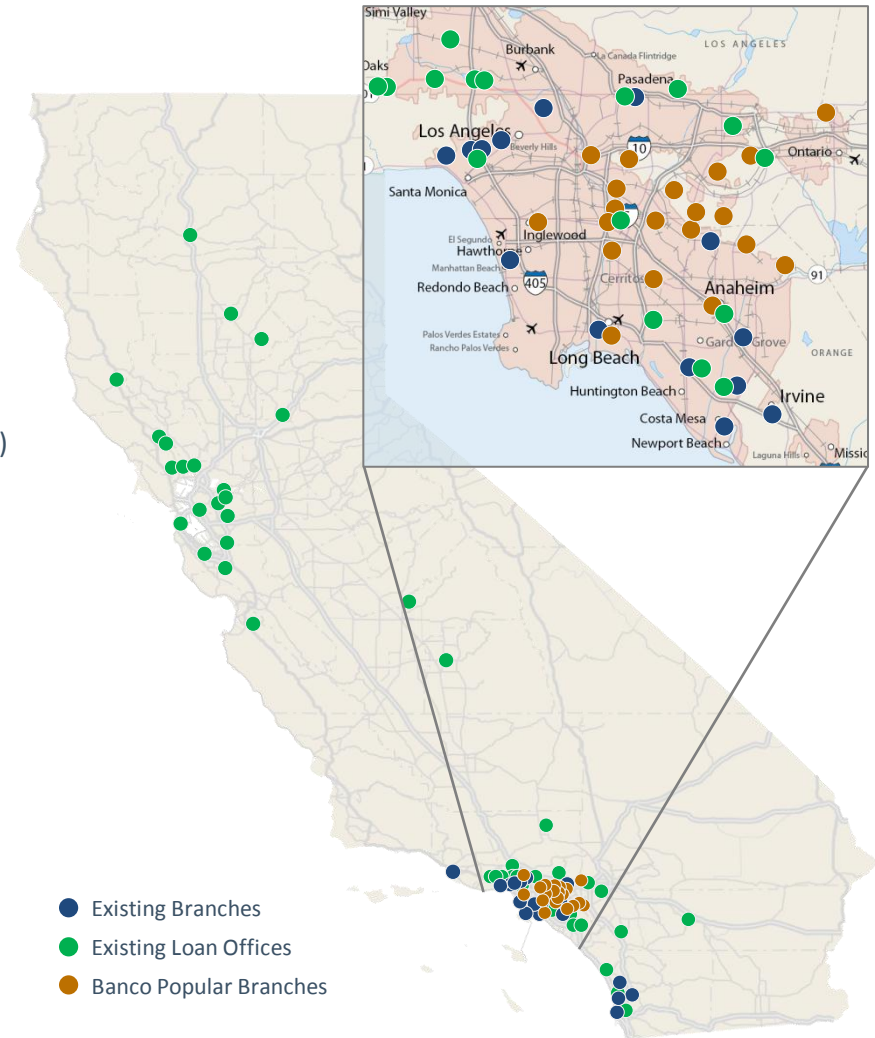 Simi Valley
Burbank
La Canada Flintridge
LOS ANGELES
Oaks
Pasadena
Los Angeles
Beverly Hills
10
Ontario
Santa Monica
El Segundo
Inglewood
Hawthorne
Manhattan Beach
Redondo Beach
405
Cerritos
91
Anaheim
Palos Verdes Estates
Rancho Palos Verdes
Garden Grove
ORANGE
Long Beach
Huntington Beach
Irvine
Costa Mesa
Newport Beach
Laguna Hills
Missio
)
Existing Branches
Existing Loan Offices
Banco Popular Branches